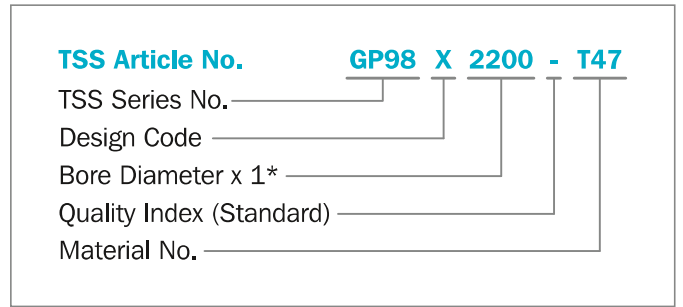 TSS Article No. GP98 X 2200 - T47
TSS Series No.
Design Code
Bore Diameter x 1*
Quality Index (Standard)
Material No.